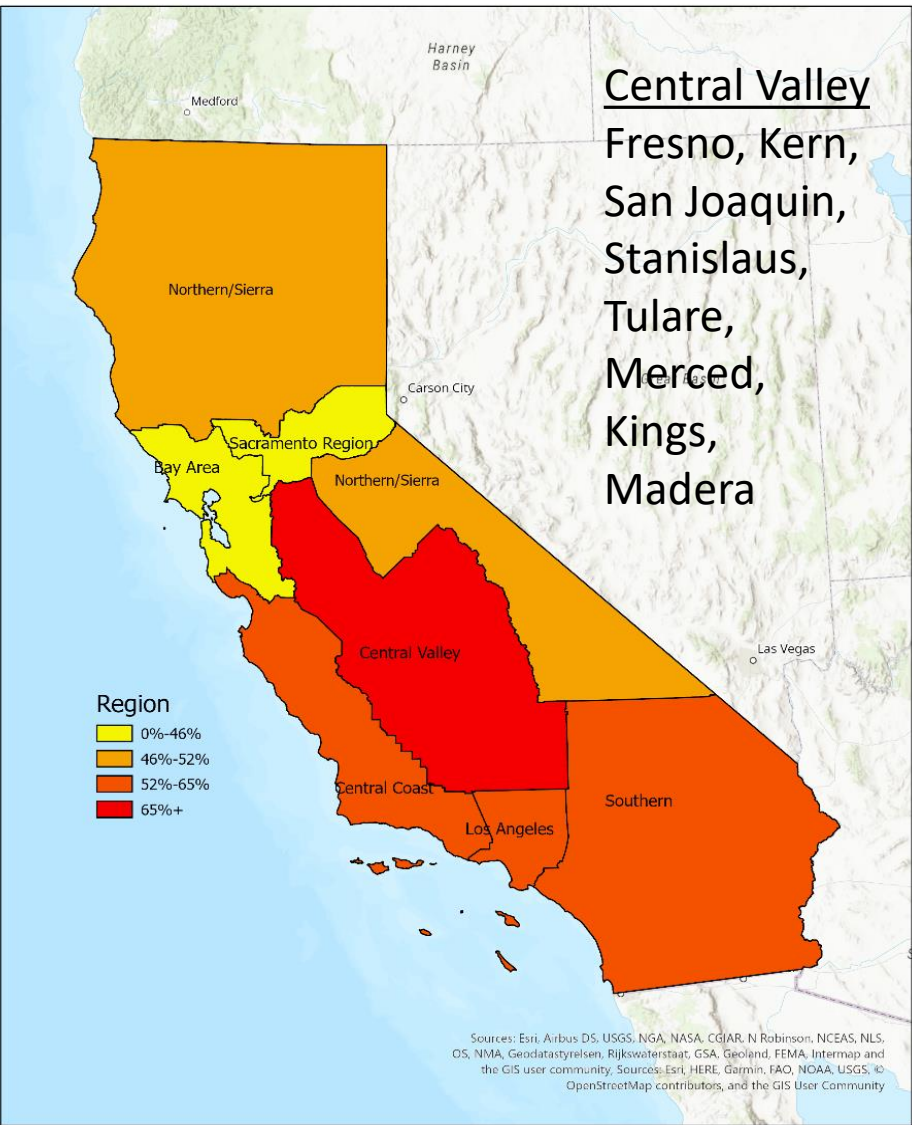 Harney
Basin
Medford
Central Valley
Fresno, Kern,
San Joaquin,
Stanislaus,
Tulare,
Merced,
Kings,
Madera
Great Basin
Northern/Sierra
Carson City
Sacramento Region
Bay Area
Northern/Sierra
Central Valley
Las Vegas
Region
0%-46%
46%-52%
52%-65%
65%+
Central Coast
Los Angeles
Southern
Sources: Esri, Airbus DS, USGS, NGA, NASA, CGIAR, N Robinson, NCEAS, NLS,
OS, NMA, Geodatastyrelsen, Rijkswaterstaat, GSA, Geoland, FEMA, Intermap and
the GIS user community, Sources: Esri, HERE, Garmin, FAO, NOAA, USGS, ©
OpenStreetMap contributors, and the GIS User Community